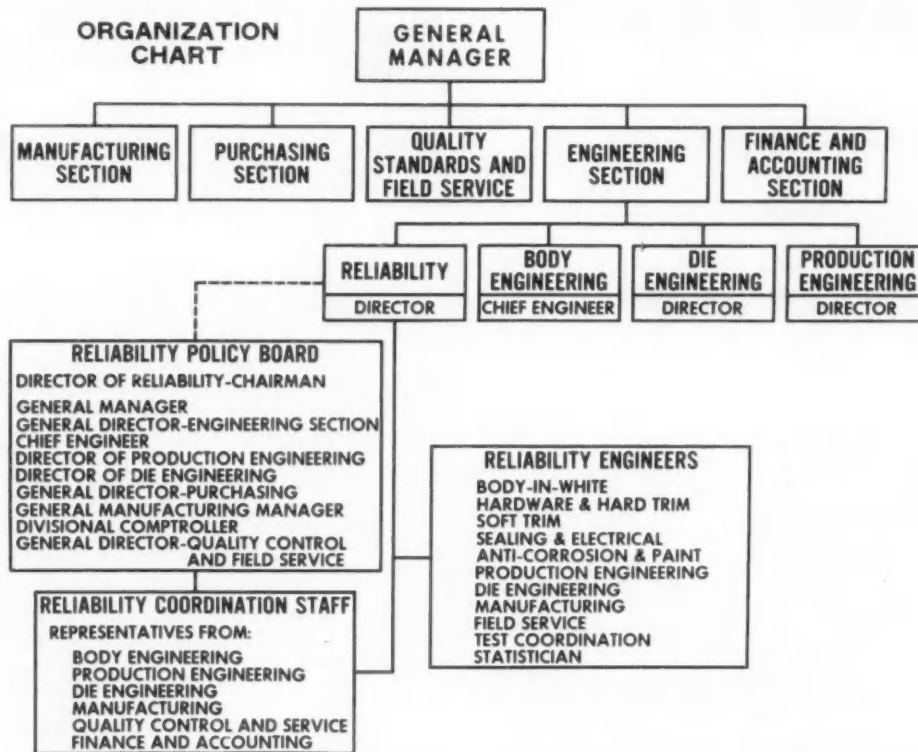 ORGANIZATION
CHART
GENERAL
MANAGER
MANUFACTURING
SECTION
PURCHASING
SECTION
QUALITY
STANDARDS AND
FIELD SERVICE
ENGINEERING
SECTION
FINANCE AND
ACCOUNTING
SECTION
RELIABILITY
DIRECTOR
BODY
ENGINEERING
CHIEF ENGINEER
DIE
ENGINEERING
DIRECTOR
PRODUCTION
ENGINEERING
DIRECTOR
RELIABILITY POLICY BOARD
DIRECTOR OF RELIABILITY-CHAIRMAN
GENERAL MANAGER
GENERAL DIRECTOR-ENGINEERING SECTION
CHIEF ENGINEER
DIRECTOR OF PRODUCTION ENGINEERING
DIRECTOR OF DIE ENGINEERING
GENERAL DIRECTOR-PURCHASING
GENERAL MANUFACTURING MANAGER
DIVISIONAL COMPTROLLER
GENERAL DIRECTOR-QUALITY CONTROL
AND FIELD SERVICE
RELIABILITY ENGINEERS
BODY-IN-WHITE
HARDWARE & HARD TRIM
SOFT TRIM
SEALING & ELECTRICAL
ANTI-CORROSION & PAINT
PRODUCTION ENGINEERING
DIE ENGINEERING
MANUFACTURING
FIELD SERVICE
TEST COORDINATION
STATISTICIAN
RELIABILITY COORDINATION STAFF
REPRESENTATIVES FROM:
BODY ENGINEERING
PRODUCTION ENGINEERING
DIE ENGINEERING
MANUFACTURING
QUALITY CONTROL AND SERVICE
FINANCE AND ACCOUNTING